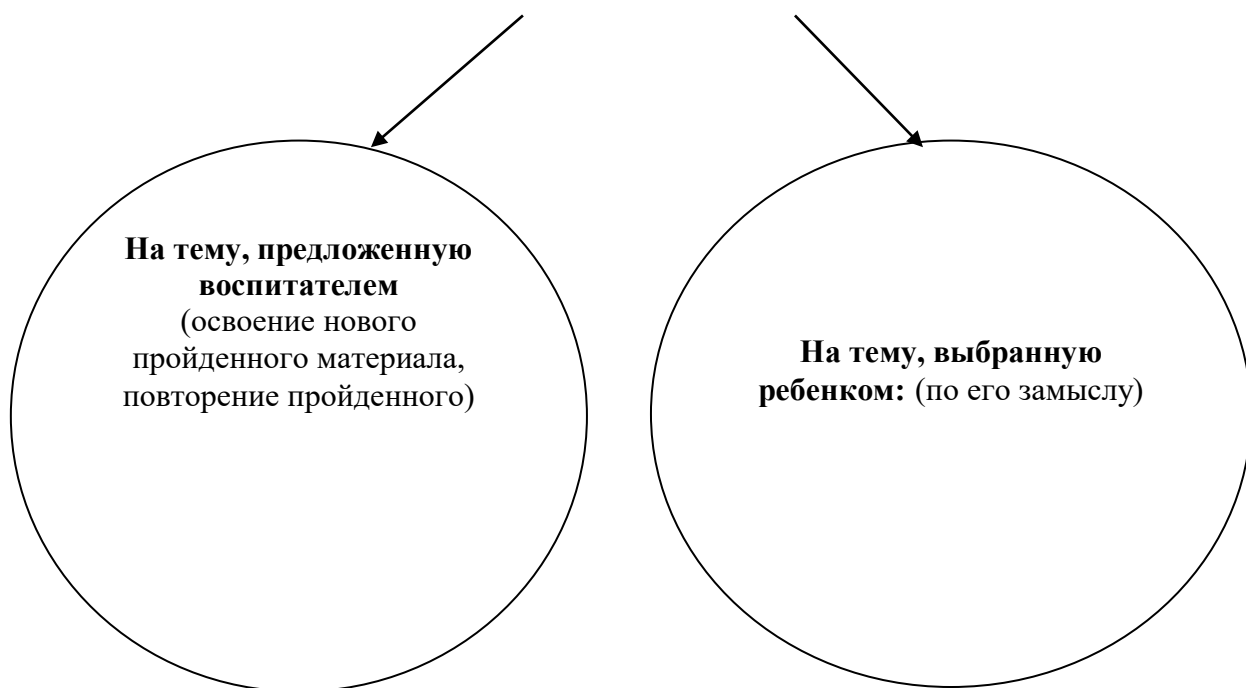 На тему, предложенную
воспитателем
(освоение нового
пройденного материала,
повторение пройденного)
На тему, выбранную
ребенком: (по его замыслу)